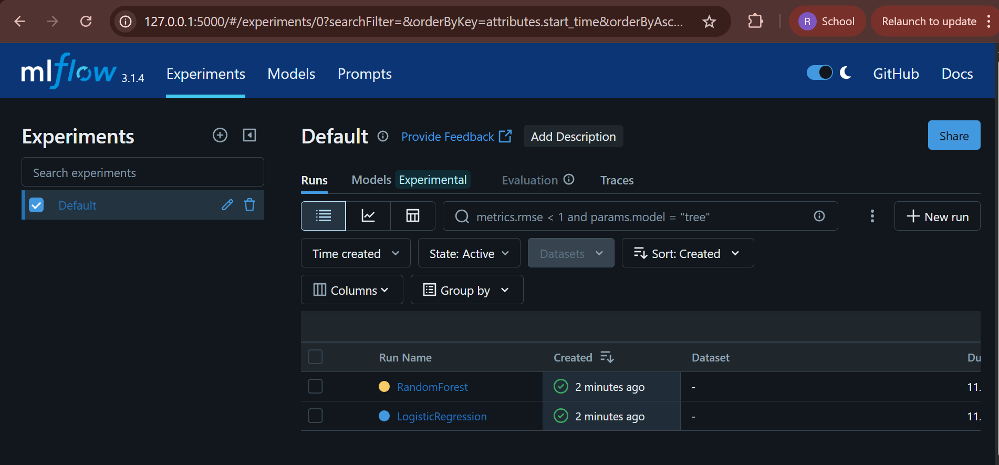 127.0.0.1:5000/#/experiments/0?searchFilter=&orderByKey=attributes.start_time&orderByAsc...
R School
Relaunch to update
mlflow 3.1.4
Experiments
Models
Prompts
GitHub
Docs
Experiments
Search experiments
Default
Default
Provide Feedback
Add Description
Share
Runs
Models Experimental
Evaluation
Traces
metrics.rmse < 1 and params.model = "tree"
New run
Time created
State: Active
Datasets
Sort: Created
Columns
Group by
Run Name
Created
Dataset
Du
RandomForest
2 minutes ago
-
11.
LogisticRegression
2 minutes ago
-
11.